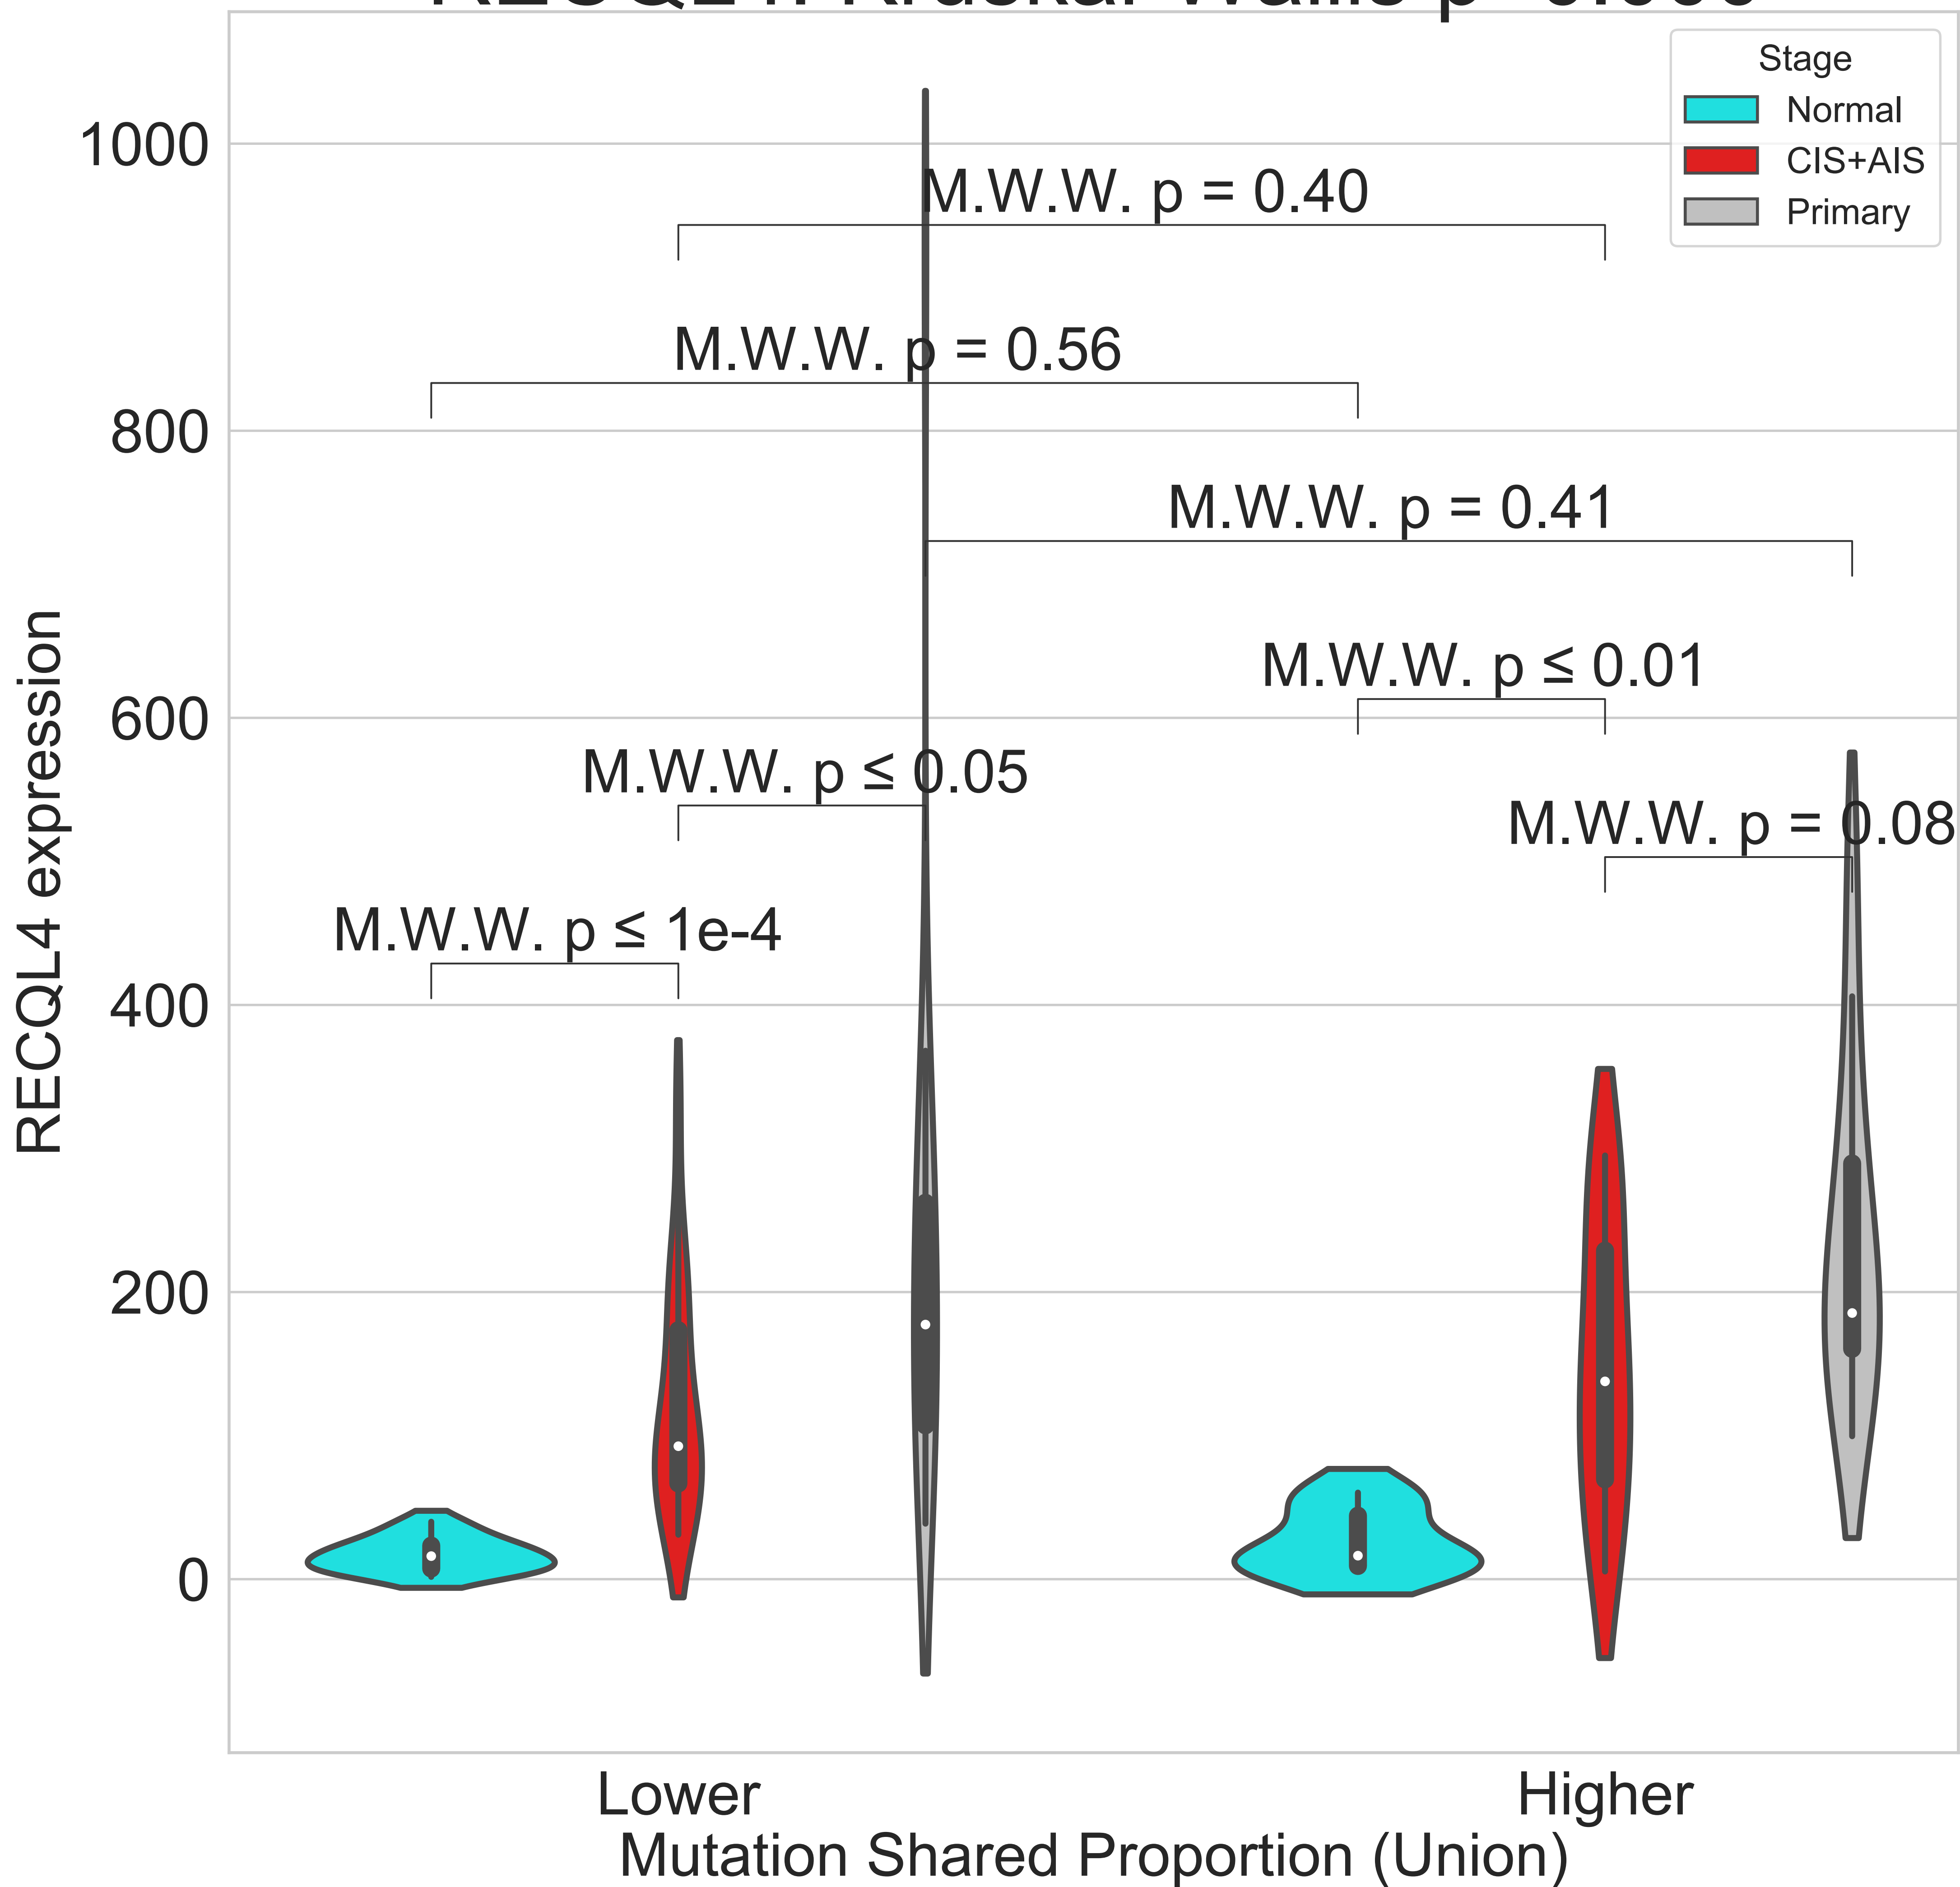 Stage
Normal
CIS+AIS
Primary
1000
800
600
400
200
0
RECQL4 expression
M.W.W. p = 0.40
M.W.W. p = 0.56
M.W.W. p = 0.41
M.W.W. p ≤ 0.01
M.W.W. p ≤ 0.05
M.W.W. p = 0.08
M.W.W. p ≤ 1e-4
Lower
Higher
Mutation Shared Proportion (Union)